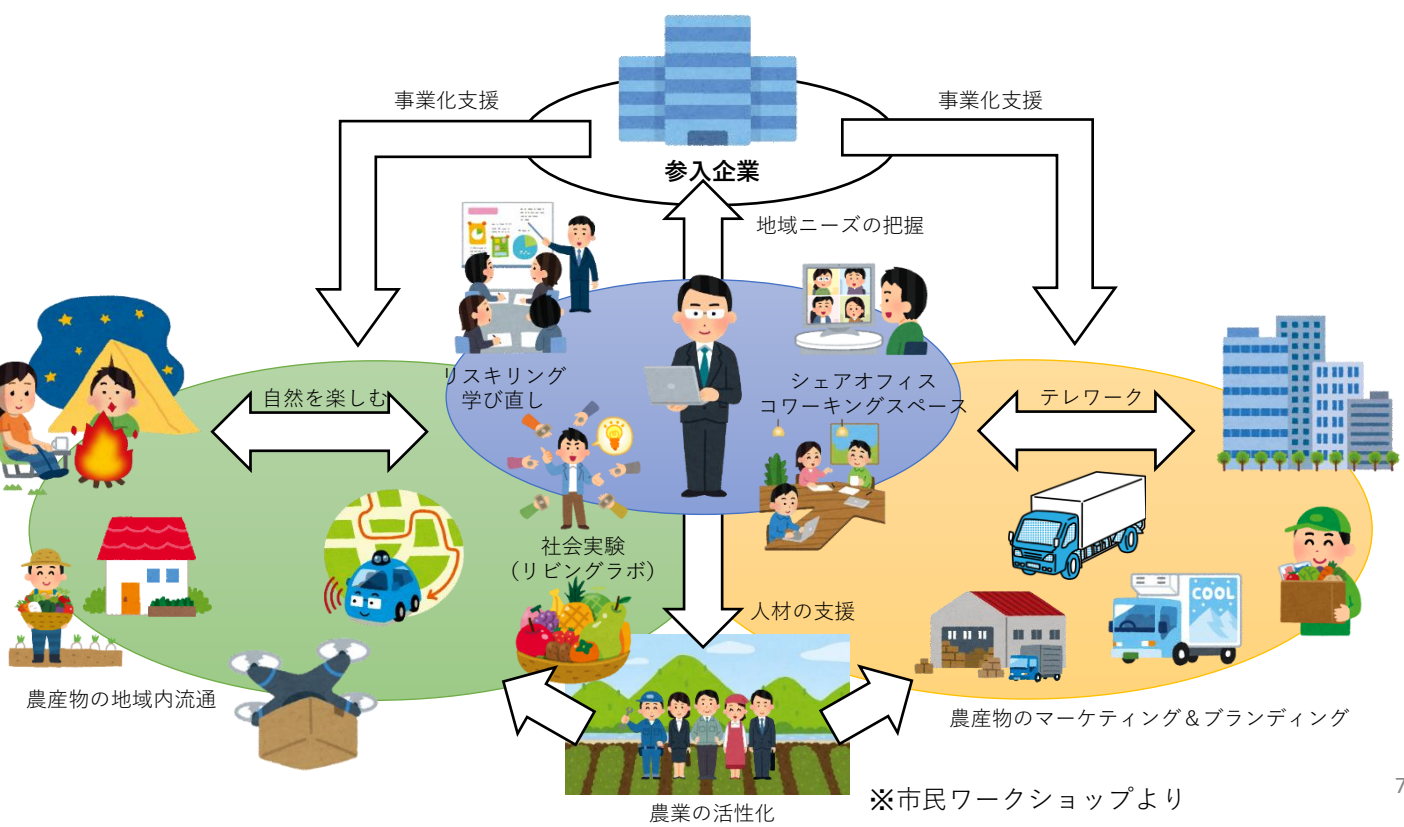 事業化支援
事業化支援
参入企業
地域ニーズの把握
リスキリング
学び直し
シェアオフィス
コワーキングスペース
自然を楽しむ
テレワーク
社会実験
（リビングラボ）
COOL
人材の支援
農産物の地域内流通
農産物のマーケティング＆ブランディング
※市民ワークショップより
農業の活性化
7